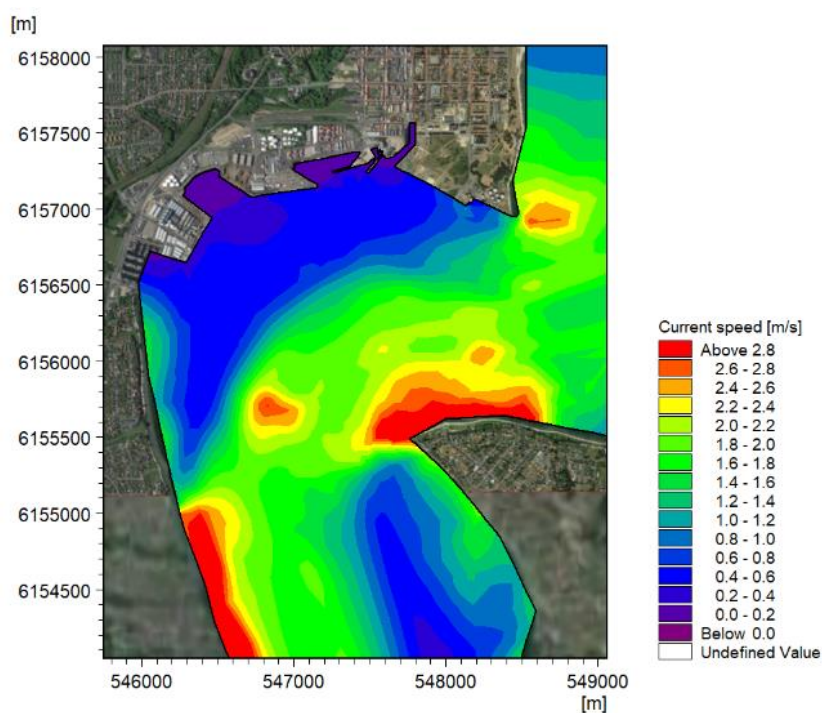 [m]
6158000
6157500
6157000
6156500
6156000
6155500
6155000
6154500
546000 547000 548000 549000
[m]
Current speed [m/s]
Above 2.8
2.6 - 2.8
2.4 - 2.6
2.2 - 2.4
2.0 - 2.2
1.8 - 2.0
1.6 - 1.8
1.4 - 1.6
1.2 - 1.4
1.0 - 1.2
0.8 - 1.0
0.6 - 0.8
0.4 - 0.6
0.2 - 0.4
0.0 - 0.2
Below 0.0
Undefined Value